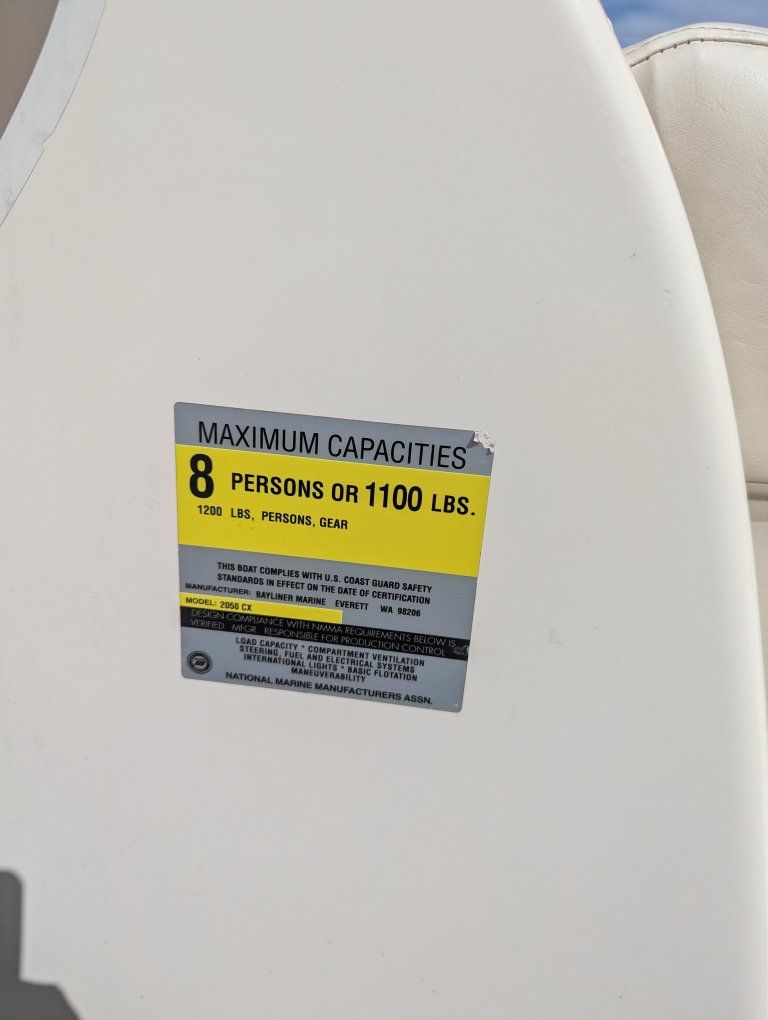 MAXIMUM CAPACITIES
8 PERSONS OR 1100 LBS.
1200 LBS, PERSONS, GEAR
THIS BOAT COMPLIES WITH U.S. COAST GUARD SAFETY
STANDARDS IN EFFECT ON THE DATE OF CERTIFICATION
MANUFACTURER: BAYLINER MARINE EVERETT WA 98206
MODEL: 2050 CX
DESIGN COMPLIANCE WITH NMMA REQUIREMENTS BELOW IS
VERIFIED. MFGR. RESPONSIBLE FOR PRODUCTION CONTROL
LOAD CAPACITY * COMPARTMENT VENTILATION
STEERING, FUEL AND ELECTRICAL SYSTEMS
INTERNATIONAL LIGHTS * BASIC FLOTATION
MANEUVERABILITY
NATIONAL MARINE MANUFACTURERS ASSN.